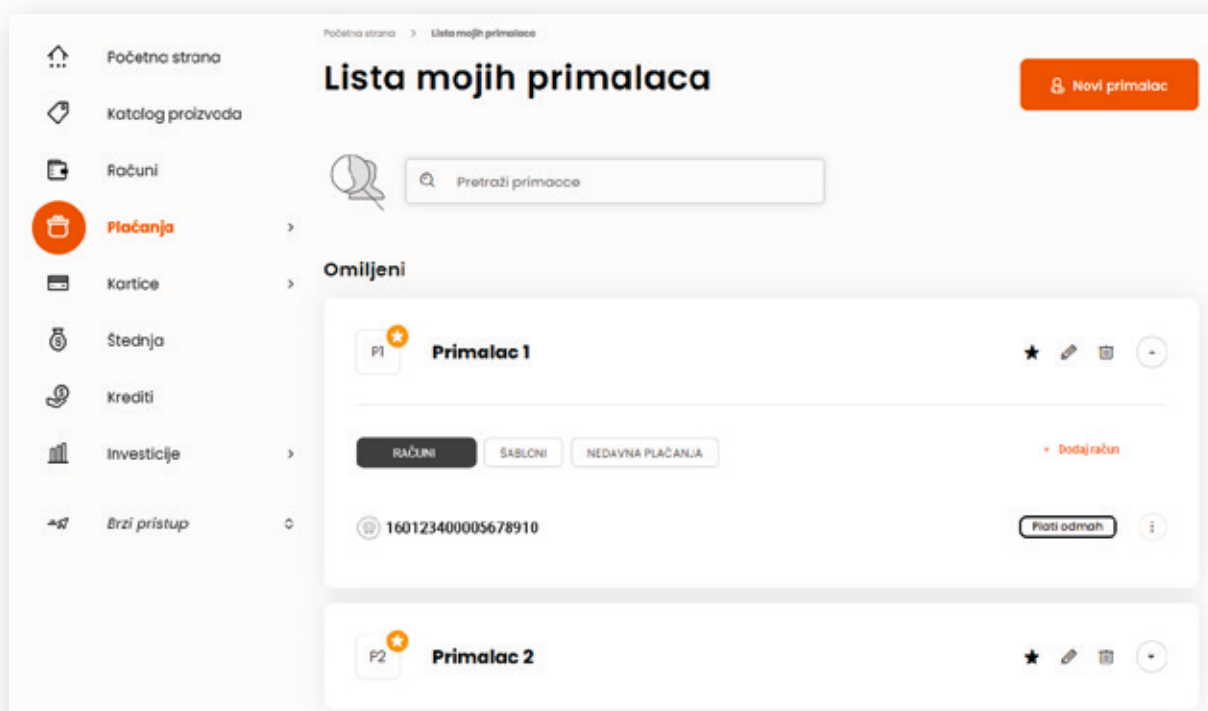 Početna strana
Katalog proizvoda
Računi
Plaćanja
Kartice
Štednja
Krediti
Investicije
Brzi pristup
Početna strana > Lista mojih primalaca
Lista mojih primalaca
Novi primalac
Pretraži primaoce
Omiljeni
P1 Primalac 1
RAČUNI ŠABLONI NEDAVNA PLAĆANJA + Dodaj račun
160123400005678910 Plati odmah
P2 Primalac 2